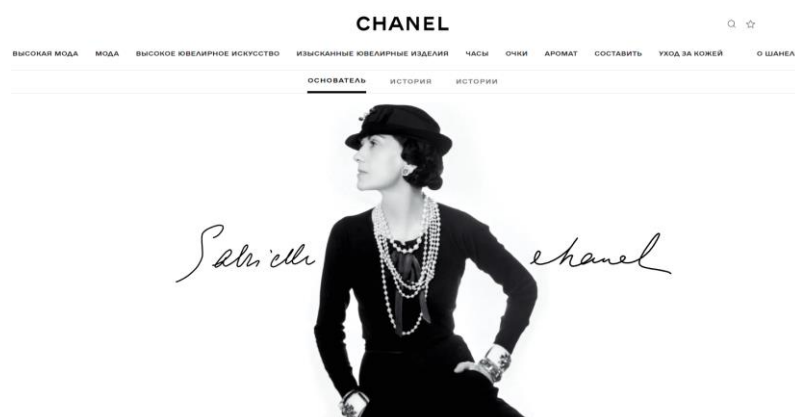 CHANEL
ВЫСОКАЯ МОДА МОДА ВЫСОКОЕ ЮВЕЛИРНОЕ ИСКУССТВО ИЗЫСКАННЫЕ ЮВЕЛИРНЫЕ ИЗДЕЛИЯ ЧАСЫ ОЧКИ АРОМАТ СОСТАВИТЬ УХОД ЗА КОЖЕЙ О ШАНЕЛ
ОСНОВАТЕЛЬ ИСТОРИЯ ИСТОРИИ
Gabrielle chanel